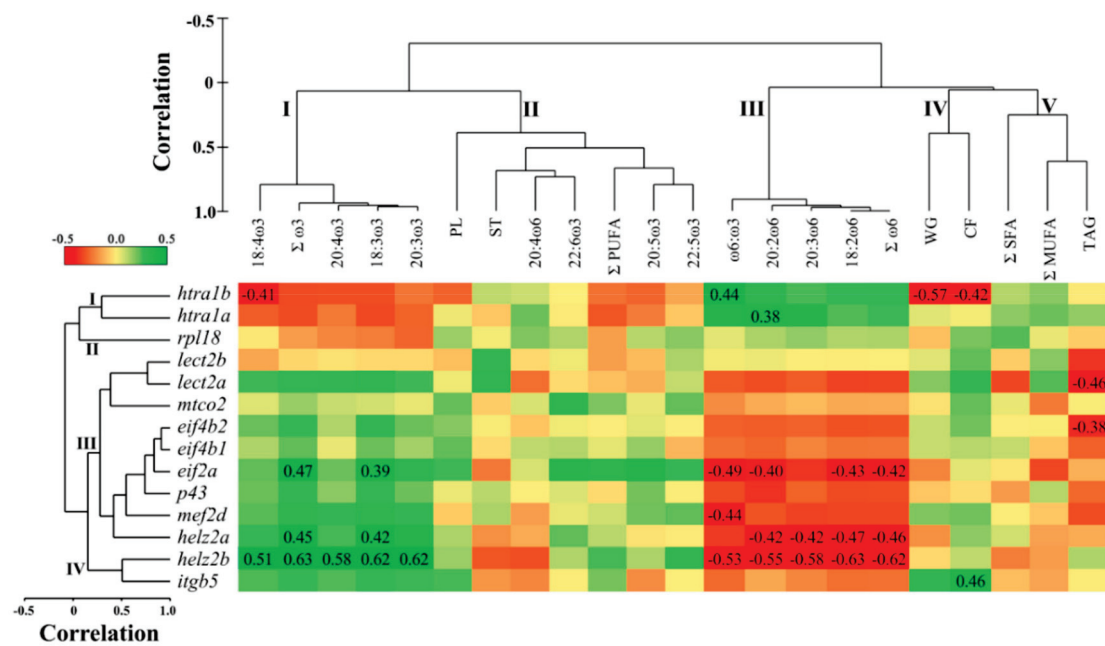 -0.5
0
0.5
1.0
Correlation
I
II
III
IV
V
18:4ω3
Σ ω3
20:4ω3
18:3ω3
20:3ω3
PL
ST
20:4ω6
22:6ω3
Σ PUFA
20:5ω3
22:5ω3
ω6:ω3
20:2ω6
20:3ω6
18:2ω6
Σ ω6
WG
CF
Σ SFA
Σ MUFA
TAG
-0.5 0.0 0.5
I
II
III
IV
htra1b -0.41 0.44 -0.57 -0.42
htra1a 0.38
rpl18
lect2b
lect2a -0.46
mtco2
eif4b2 -0.38
eif4b1
eif2a 0.47 0.39 -0.49 -0.40 -0.43 -0.42
p43
mef2d -0.44
helz2a 0.45 0.42 -0.42 -0.42 -0.47 -0.46
helz2b 0.51 0.63 0.58 0.62 0.62 -0.53 -0.55 -0.58 -0.63 -0.62
itgb5 0.46
-0.5 0 0.5 1.0
Correlation